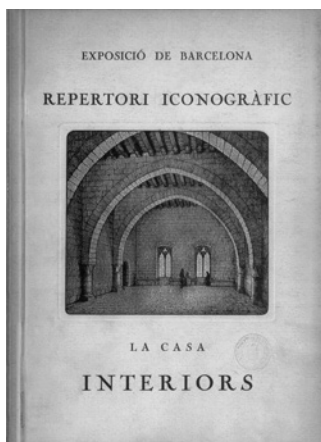 EXPOSICIÓ DE BARCELONA
REPERTORI ICONOGRÀFIC
LA CASA
INTERIORS